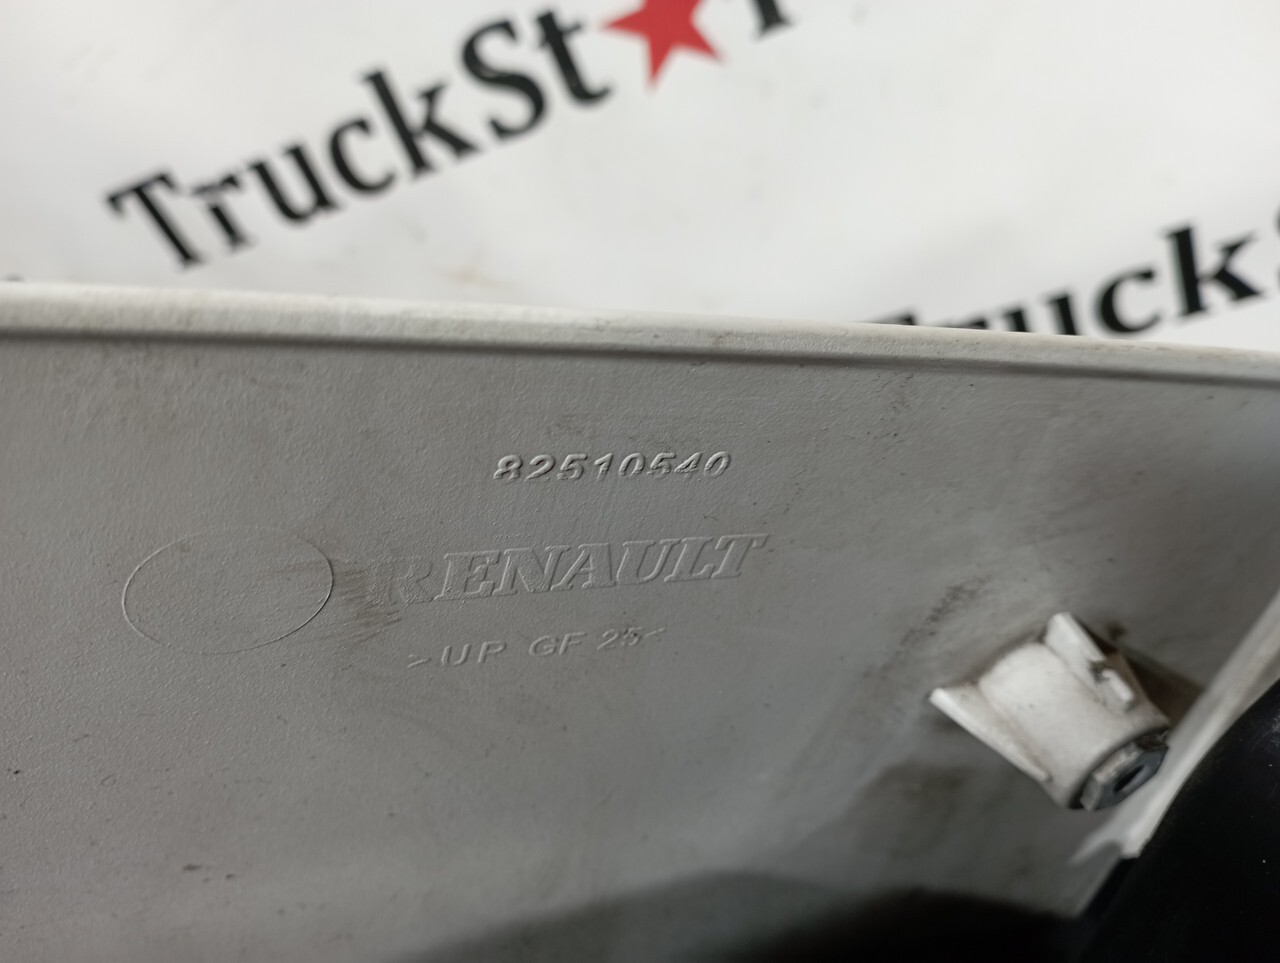 TruckSt★r
Truck
82510540
RENAULT
>UP GF 25<